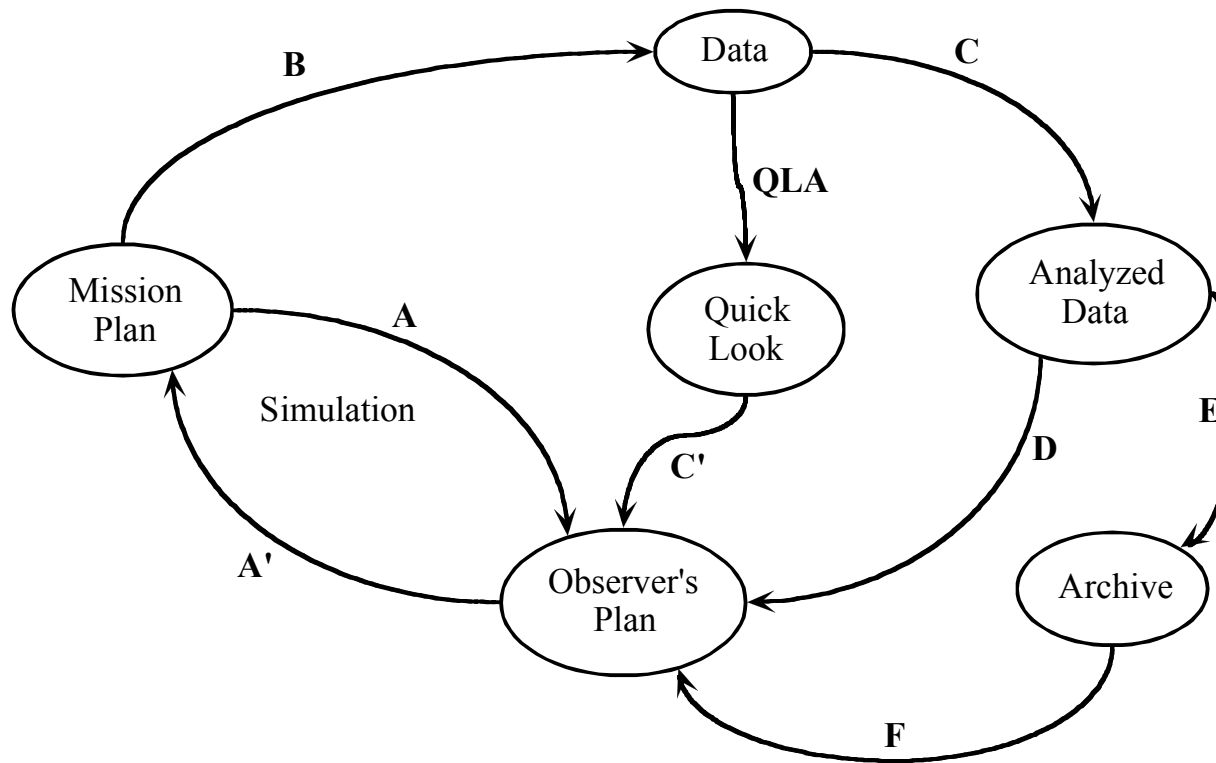 Data
B
C
QLA
Mission
Plan
Quick
Look
Analyzed
Data
A
Simulation
E
C'
D
A'
Observer's
Plan
Archive
F